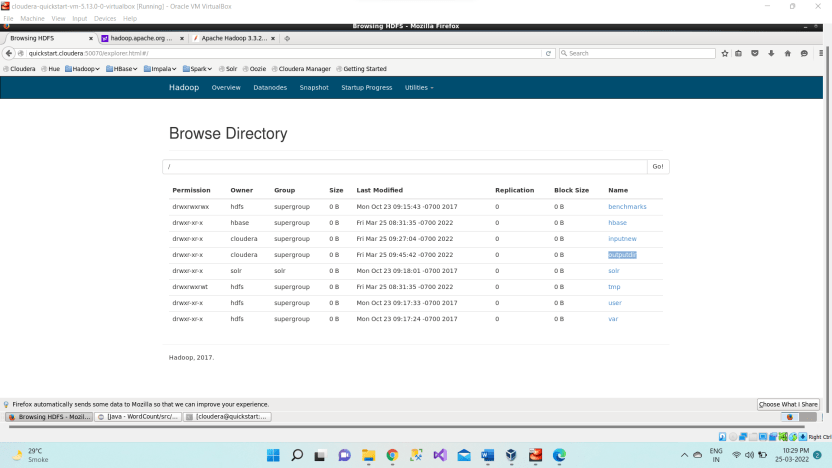 cloudera-quickstart-vm-5.13.0-0-virtualbox [Running] - Oracle VM VirtualBox
File Machine View Input Devices Help
Browsing HDFS - Mozilla Firefox
Browsing HDFS hadoop.apache.org ... Apache Hadoop 3.3.2...
quickstart.cloudera:50070/explorer.html#/ Search
Cloudera Hue Hadoop HBase Impala Spark Solr Oozie Cloudera Manager Getting Started
Hadoop Overview Datanodes Snapshot Startup Progress Utilities
Browse Directory
/ Go!
Permission Owner Group Size Last Modified Replication Block Size Name
drwxrwxrwx hdfs supergroup 0 B Mon Oct 23 09:15:43 -0700 2017 0 0 B benchmarks
drwxr-xr-x hbase supergroup 0 B Fri Mar 25 08:31:35 -0700 2022 0 0 B hbase
drwxr-xr-x cloudera supergroup 0 B Fri Mar 25 09:27:04 -0700 2022 0 0 B inputnew
drwxr-xr-x cloudera supergroup 0 B Fri Mar 25 09:45:42 -0700 2022 0 0 B
drwxr-xr-x solr solr 0 B Mon Oct 23 09:18:01 -0700 2017 0 0 B solr
drwxrwxrwt hdfs supergroup 0 B Fri Mar 25 08:31:35 -0700 2022 0 0 B tmp
drwxr-xr-x hdfs supergroup 0 B Mon Oct 23 09:17:33 -0700 2017 0 0 B user
drwxr-xr-x hdfs supergroup 0 B Mon Oct 23 09:17:24 -0700 2017 0 0 B var
Hadoop, 2017.
Firefox automatically sends some data to Mozilla so that we can improve your experience. Choose What I Share
Browsing HDFS - Mozil... [Java - WordCount/src/... [cloudera@quickstart:...
Right Ctrl
29°C
Smoke
ENG
IN
10:29 PM
25-03-2022
2